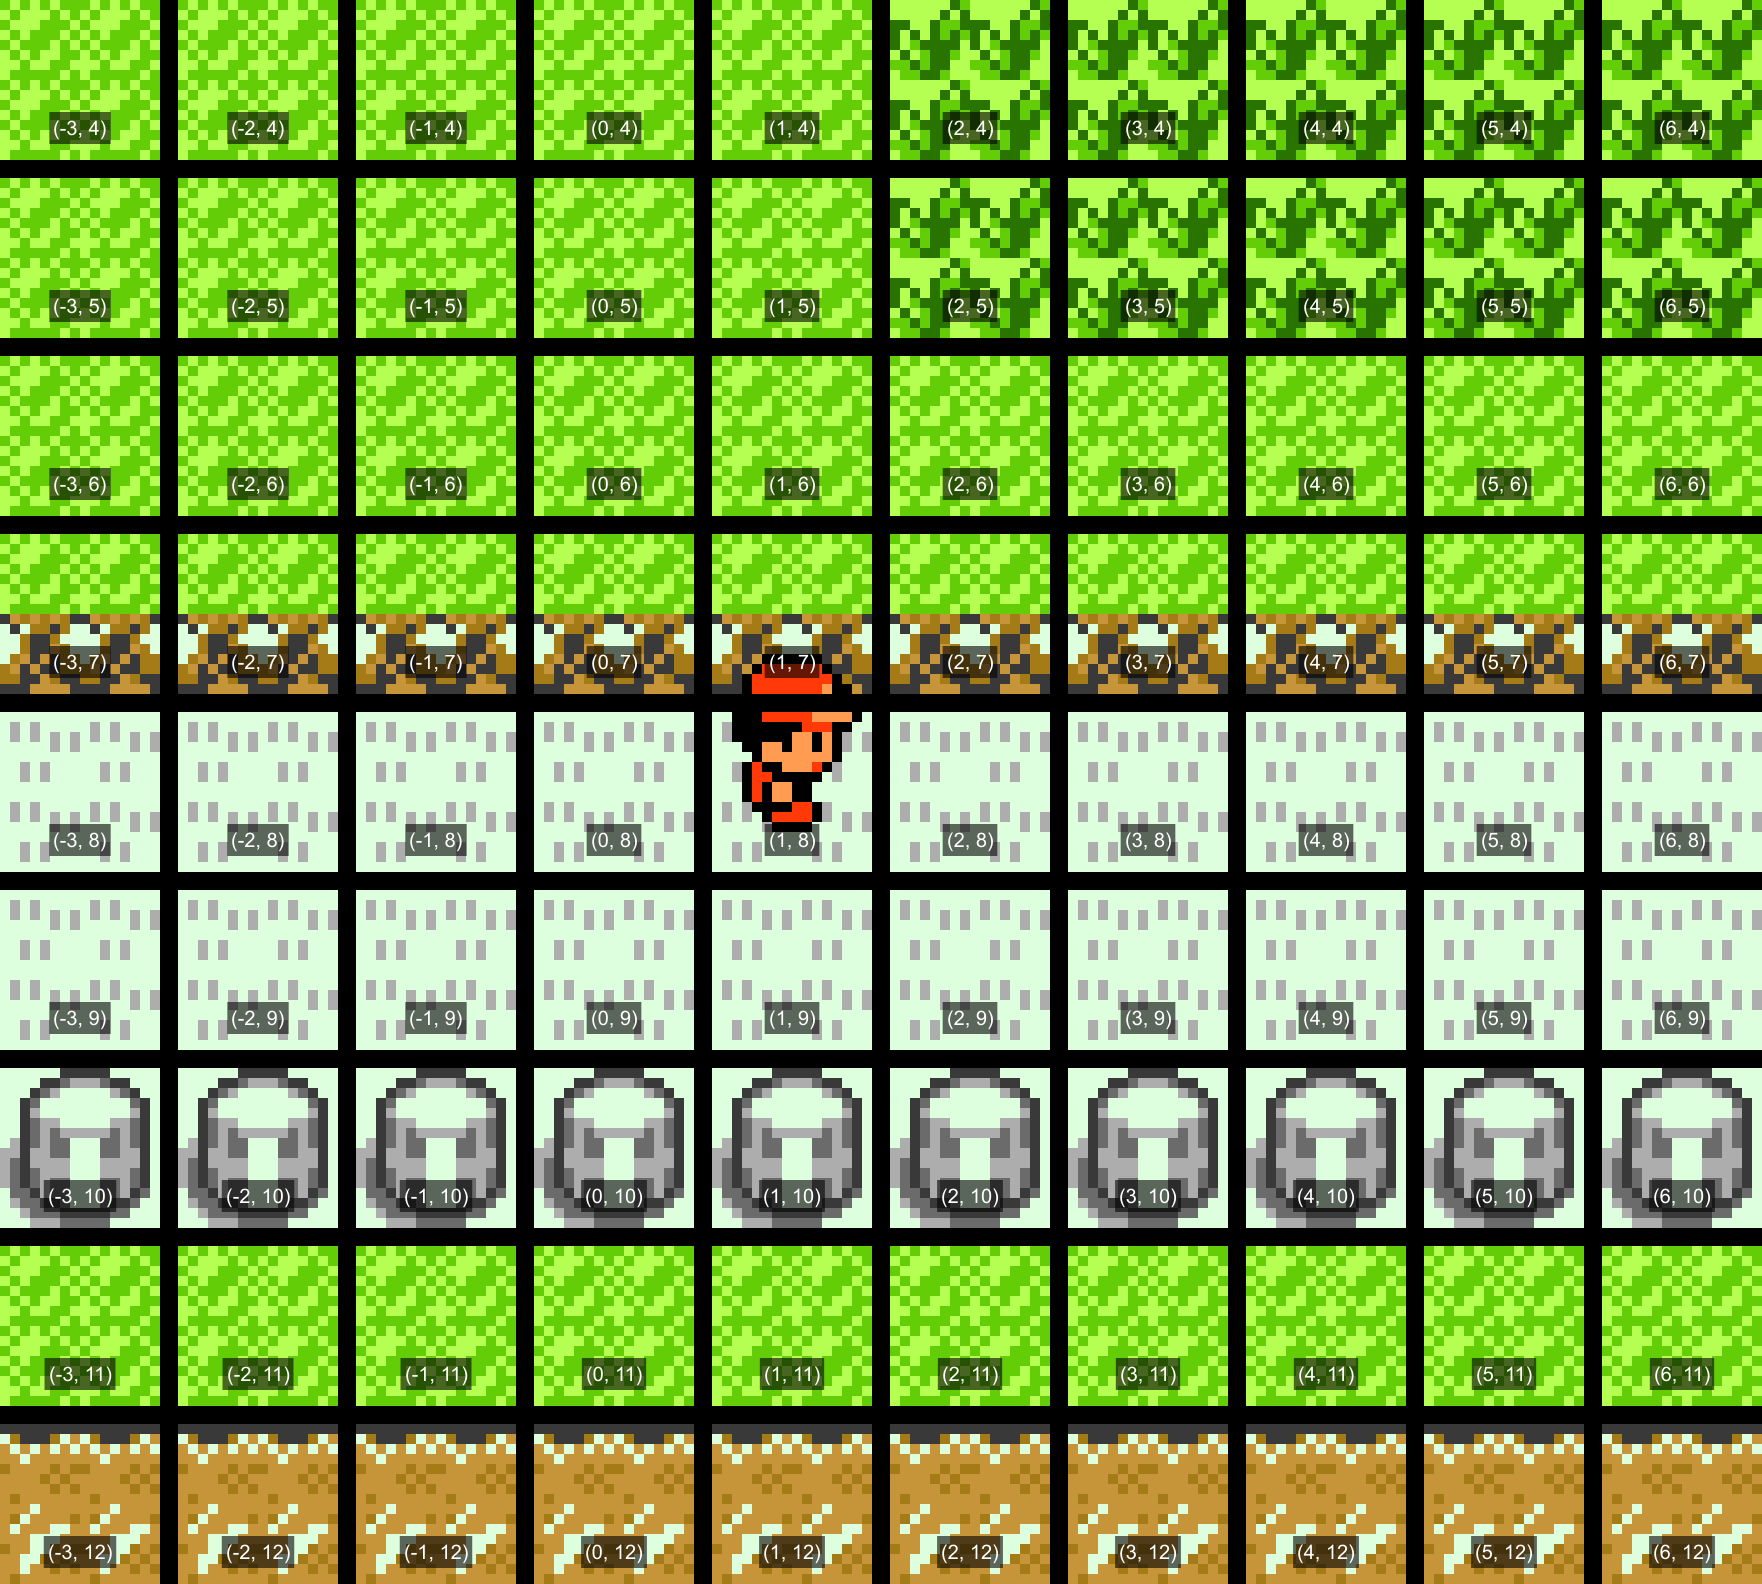 (-3, 4) (-2, 4) (-1, 4) (0, 4) (1, 4) (2, 4) (3, 4) (4, 4) (5, 4) (6, 4)
(-3, 5) (-2, 5) (-1, 5) (0, 5) (1, 5) (2, 5) (3, 5) (4, 5) (5, 5) (6, 5)
(-3, 6) (-2, 6) (-1, 6) (0, 6) (1, 6) (2, 6) (3, 6) (4, 6) (5, 6) (6, 6)
(-3, 7) (-2, 7) (-1, 7) (0, 7) (1, 7) (2, 7) (3, 7) (4, 7) (5, 7) (6, 7)
(-3, 8) (-2, 8) (-1, 8) (0, 8) (1, 8) (2, 8) (3, 8) (4, 8) (5, 8) (6, 8)
(-3, 9) (-2, 9) (-1, 9) (0, 9) (1, 9) (2, 9) (3, 9) (4, 9) (5, 9) (6, 9)
(-3, 10) (-2, 10) (-1, 10) (0, 10) (1, 10) (2, 10) (3, 10) (4, 10) (5, 10) (6, 10)
(-3, 11) (-2, 11) (-1, 11) (0, 11) (1, 11) (2, 11) (3, 11) (4, 11) (5, 11) (6, 11)
(-3, 12) (-2, 12) (-1, 12) (0, 12) (1, 12) (2, 12) (3, 12) (4, 12) (5, 12) (6, 12)